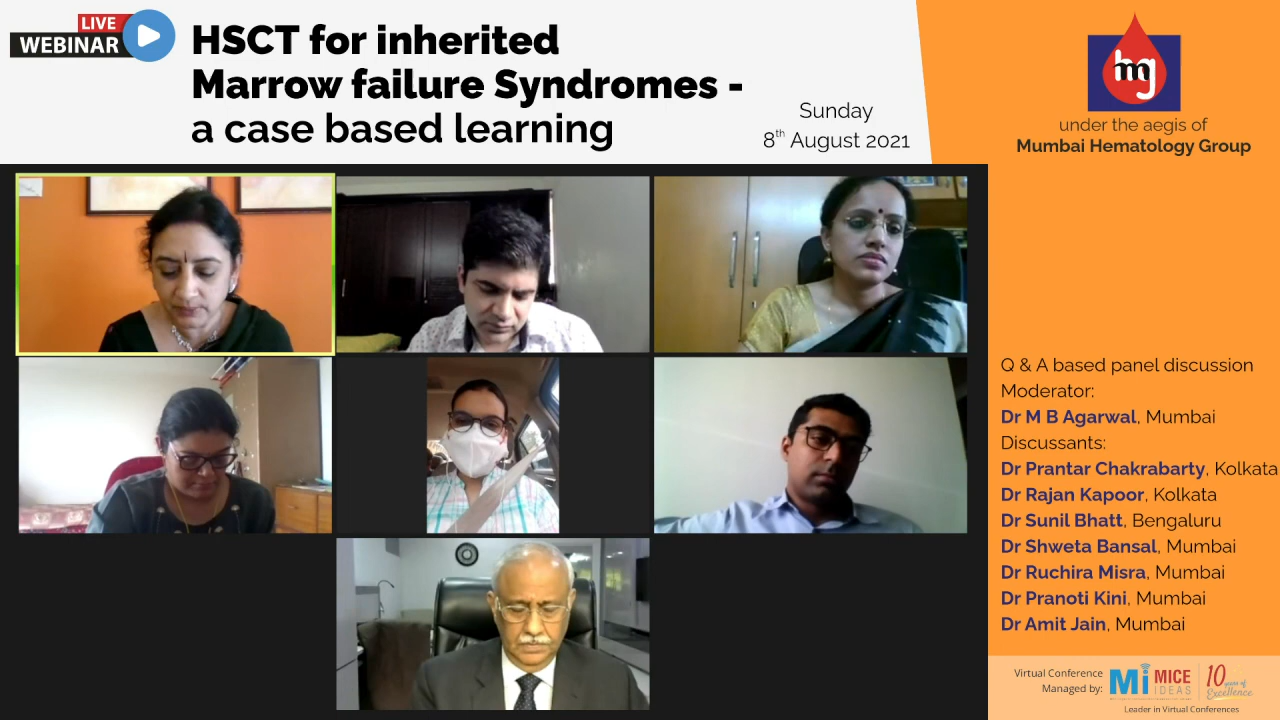 LIVE
WEBINAR
HSCT for inherited
Marrow failure Syndromes -
a case based learning
Sunday
8th August 2021
mg
under the aegis of
Mumbai Hematology Group
Q & A based panel discussion
Moderator:
Dr M B Agarwal, Mumbai
Discussants:
Dr Prantar Chakrabarty, Kolkata
Dr Rajan Kapoor, Kolkata
Dr Sunil Bhatt, Bengaluru
Dr Shweta Bansal, Mumbai
Dr Ruchira Misra, Mumbai
Dr Pranoti Kini, Mumbai
Dr Amit Jain, Mumbai
Virtual Conference
Managed by:
Mi MICE
IDEAS
10 years of
Excellence
Leader in Virtual Conferences